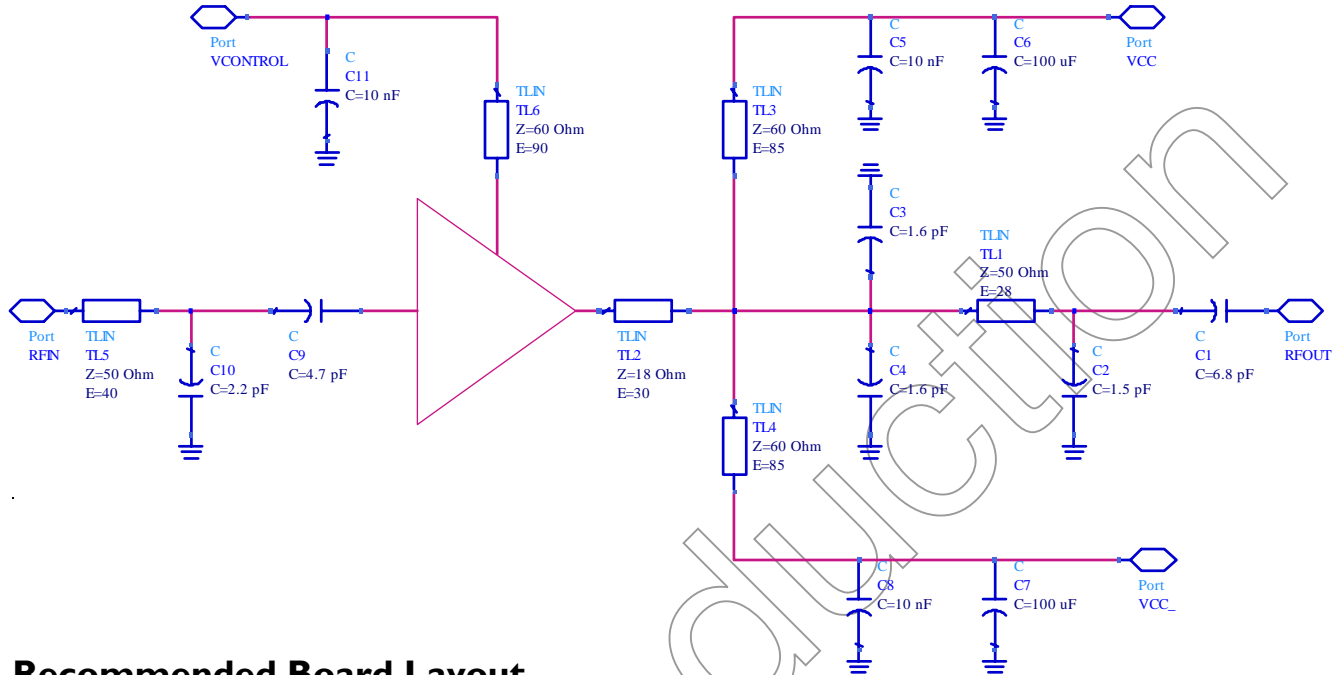 Port
VCONTROL
C
C11
C=10 nF
TLIN
TL6
Z=60 Ohm
E=90
TLIN
TL3
Z=60 Ohm
E=85
C
C5
C=10 nF
C
C6
C=100 uF
Port
VCC
C
C3
C=1.6 pF
TLIN
TL1
Z=50 Ohm
E=28
Port
RFIN
TLIN
TL5
Z=50 Ohm
E=40
C
C10
C=2.2 pF
C
C9
C=4.7 pF
TLIN
TL2
Z=18 Ohm
E=30
C
C4
C=1.6 pF
C
C2
C=1.5 pF
C
C1
C=6.8 pF
Port
RFOUT
TLIN
TL4
Z=60 Ohm
E=85
C
C8
C=10 nF
C
C7
C=100 uF
Port
VCC_
Recommended Board Layout
duction